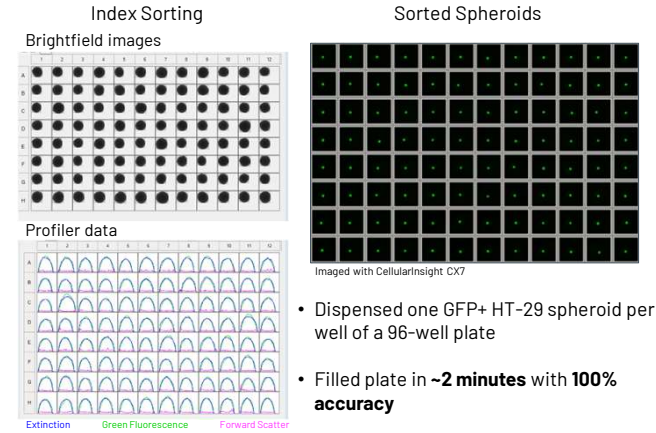 Index Sorting
Brightfield images
1 2 3 4 5 6 7 8 9 10 11 12
A
B
C
D
E
F
G
H
Profiler data
1 2 3 4 5 6 7 8 9 10 11 12
A
B
C
D
E
F
G
H
Extinction Green Fluorescence Forward Scatter
Sorted Spheroids
Imaged with CellularInsight CX7
• Dispensed one GFP+ HT-29 spheroid per
well of a 96-well plate
• Filled plate in ~2 minutes with 100%
accuracy